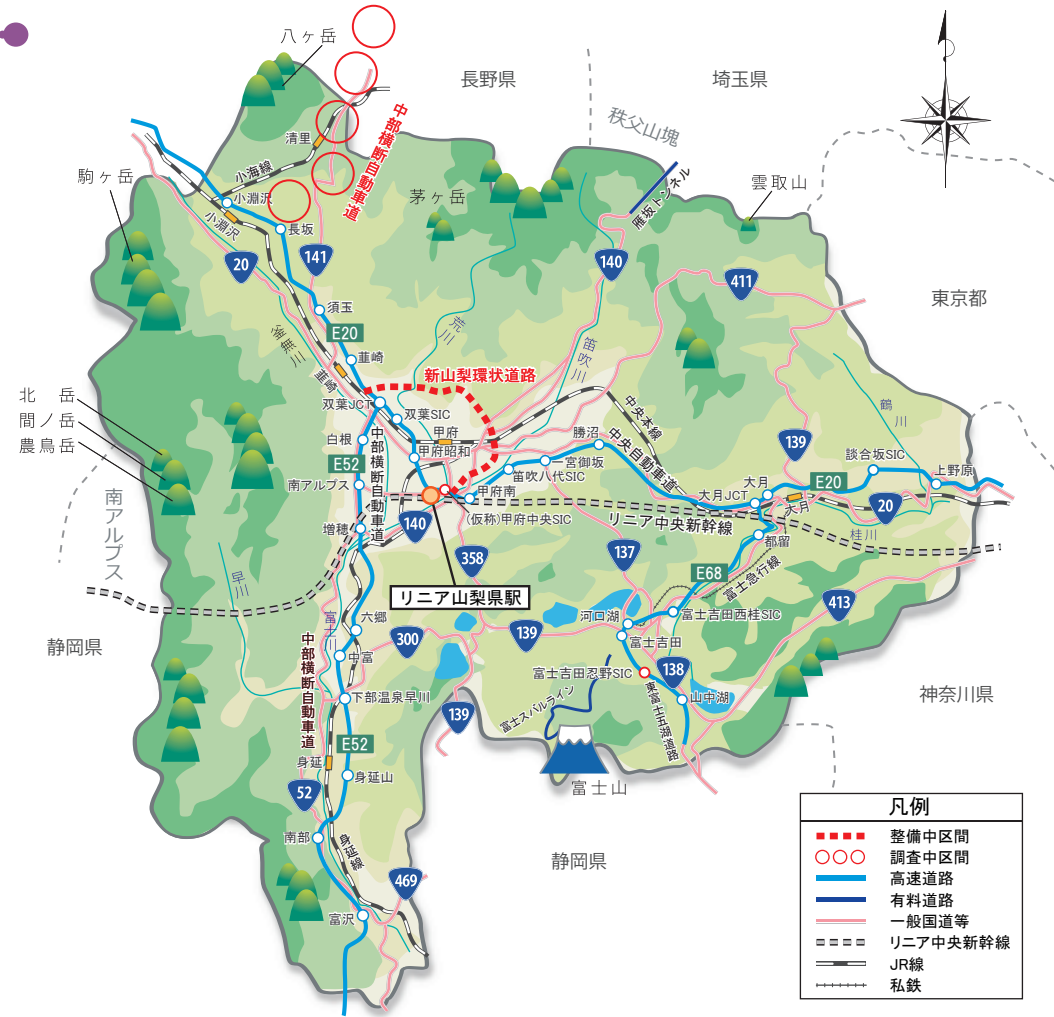 八ヶ岳
長野県
埼玉県
秩父山塊
中部横断自動車道
清里
小海線
駒ヶ岳
茅ヶ岳
雁坂トンネル
雲取山
小淵沢
小淵沢
長坂
20
141
140
411
東京都
須玉
E20
荒川
笛吹川
釜無川
韮崎
韮崎
新山梨環状道路
鶴川
北 岳
間ノ岳
農鳥岳
双葉JCT
双葉SIC
中央本線
白根
甲府
甲府昭和
勝沼
中央自動車道
139
談合坂SIC
E52
中部横断自動車道
一宮御坂
笛吹八代SIC
上野原
南アルプス
南アルプス
甲府南
大月
大月JCT
大月
E20
20
増穂
140
(仮称)甲府中央SIC
リニア中央新幹線
桂川
都留
358
137
E68
富士急行線
早川
リニア山梨県駅
413
静岡県
富士川
六郷
300
139
河口湖
富士吉田西桂SIC
富士吉田
中部横断自動車道
中富
富士吉田忍野SIC
138
神奈川県
下部温泉早川
139
富士スバルライン
東富士五湖道路
山中湖
E52
身延
身延山
富士山
52
南部
身延線
静岡県
469
富沢
凡例
整備中区間
調査中区間
高速道路
有料道路
一般国道等
リニア中央新幹線
JR線
私鉄